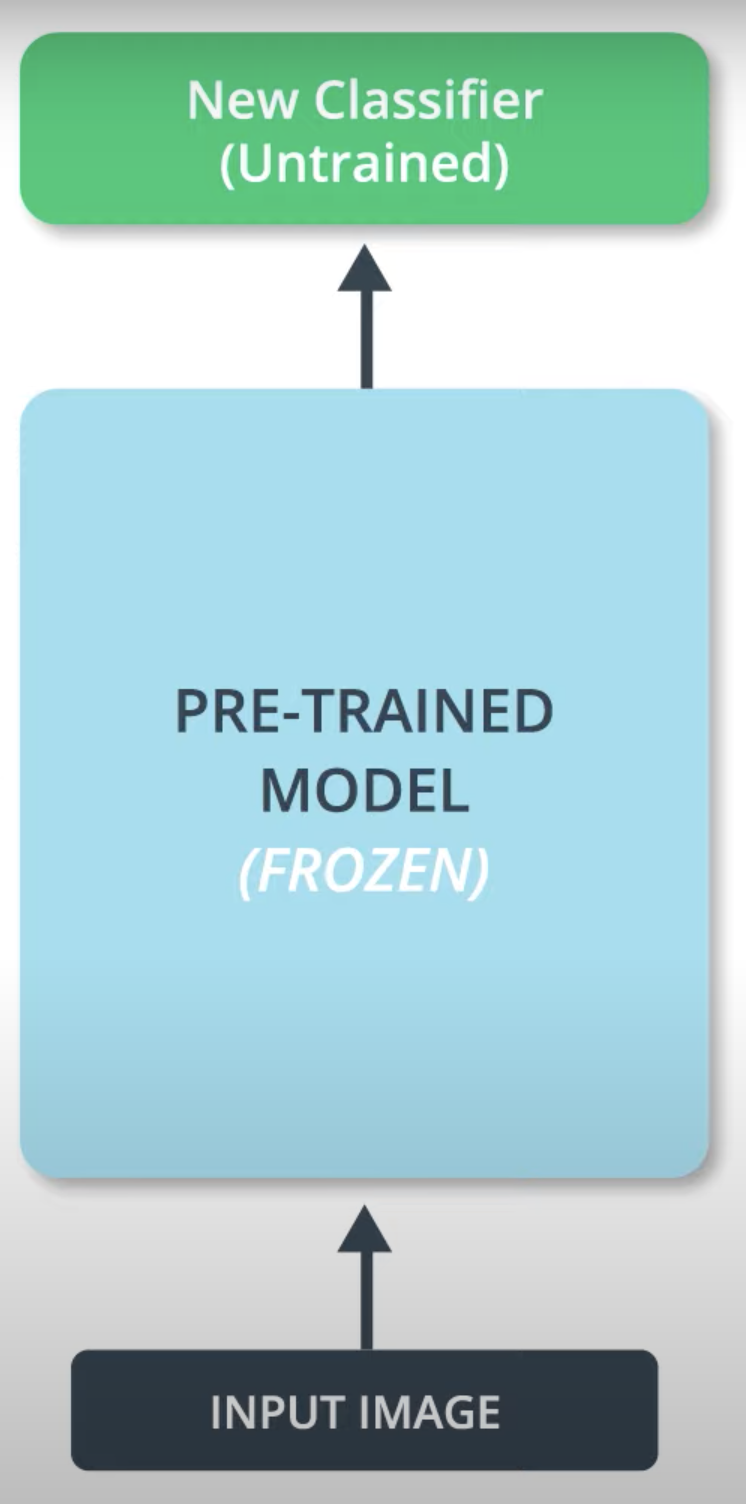 New Classifier
(Untrained)
PRE-TRAINED
MODEL
(FROZEN)
INPUT IMAGE